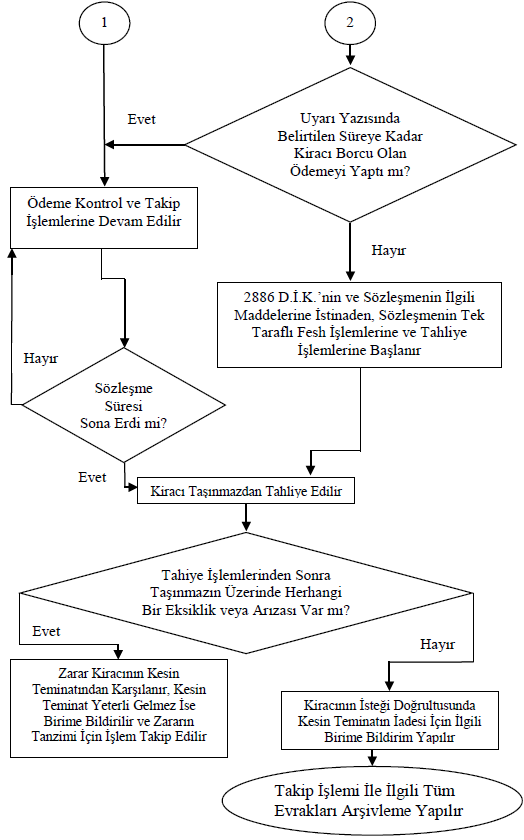 1
2
Evet
Uyarı Yazısında
Belirtilen Süreye Kadar
Kiracı Borcu Olan
Ödemeyi Yaptı mı?
Ödeme Kontrol ve Takip
İşlemlerine Devam Edilir
Hayır
2886 D.İ.K.’nin ve Sözleşmenin İlgili
Maddelerine İstinaden, Sözleşmenin Tek
Taraflı Fesh İşlemlerine ve Tahliye
İşlemlerine Başlanır
Hayır
Sözleşme
Süresi
Sona Erdi mi?
Evet
Kiracı Taşınmazdan Tahliye Edilir
Tahiye İşlemlerinden Sonra
Taşınmazın Üzerinde Herhangi
Bir Eksiklik veya Arızası Var mı?
Evet
Hayır
Zarar Kiracının Kesin
Teminatından Karşılanır, Kesin
Teminat Yeterli Gelmez İse
Birime Bildirilir ve Zararın
Tanzimi İçin İşlem Takip Edilir
Kiracının İsteği Doğrultusunda
Kesin Teminatın İadesi İçin İlgili
Birime Bildirim Yapılır
Takip İşlemi İle İlgili Tüm
Evrakları Arşivleme Yapılır